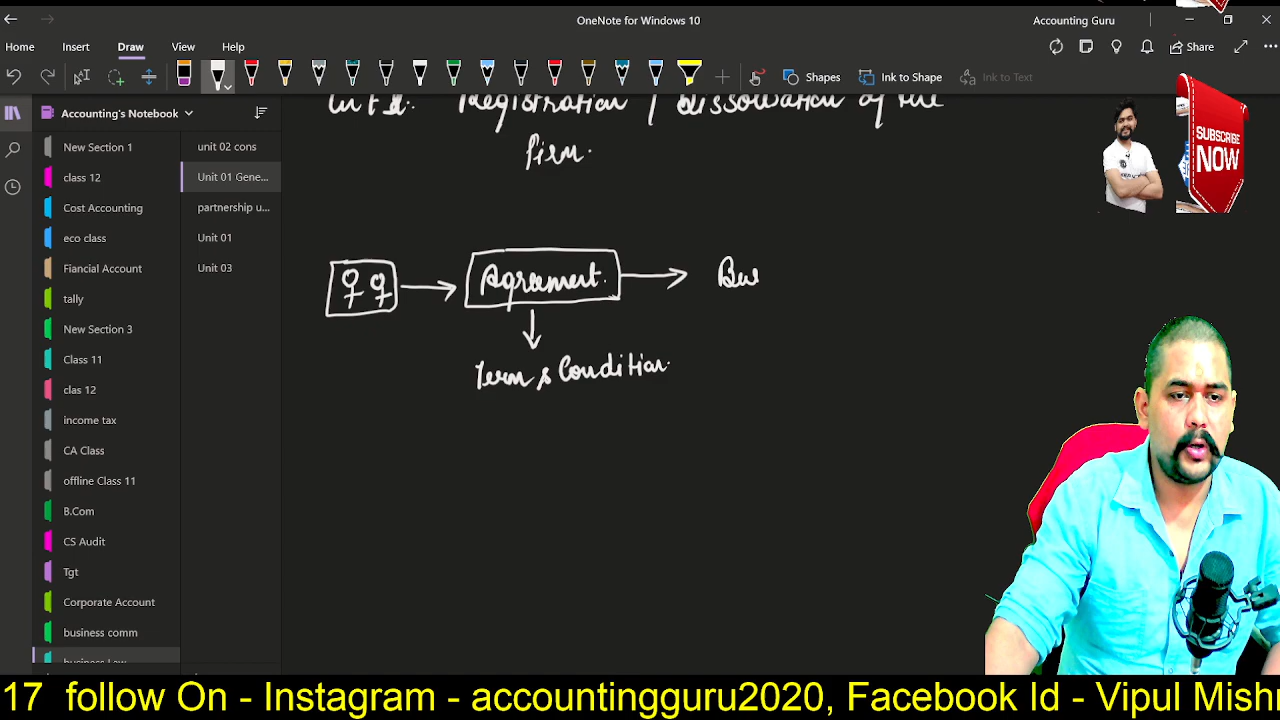 OneNote for Windows 10
Accounting Guru
Home Insert Draw View Help
Share
Shapes
Ink to Shape
Ink to Text
Accounting's Notebook
New Section 1
class 12
Cost Accounting
eco class
Fiancial Account
tally
New Section 3
Class 11
clas 12
income tax
CA Class
offline Class 11
B.Com
CS Audit
Tgt
Corporate Account
business comm
business Law
unit 02 cons
Unit 01 Gene...
partnership u...
Unit 01
Unit 03
Registration / Dissolution of the
firm.
Agreement.
Bus
Term & Condition.
SUBSCRIBE
NOW
17 follow On - Instagram - accountingguru2020, Facebook Id - Vipul Mish